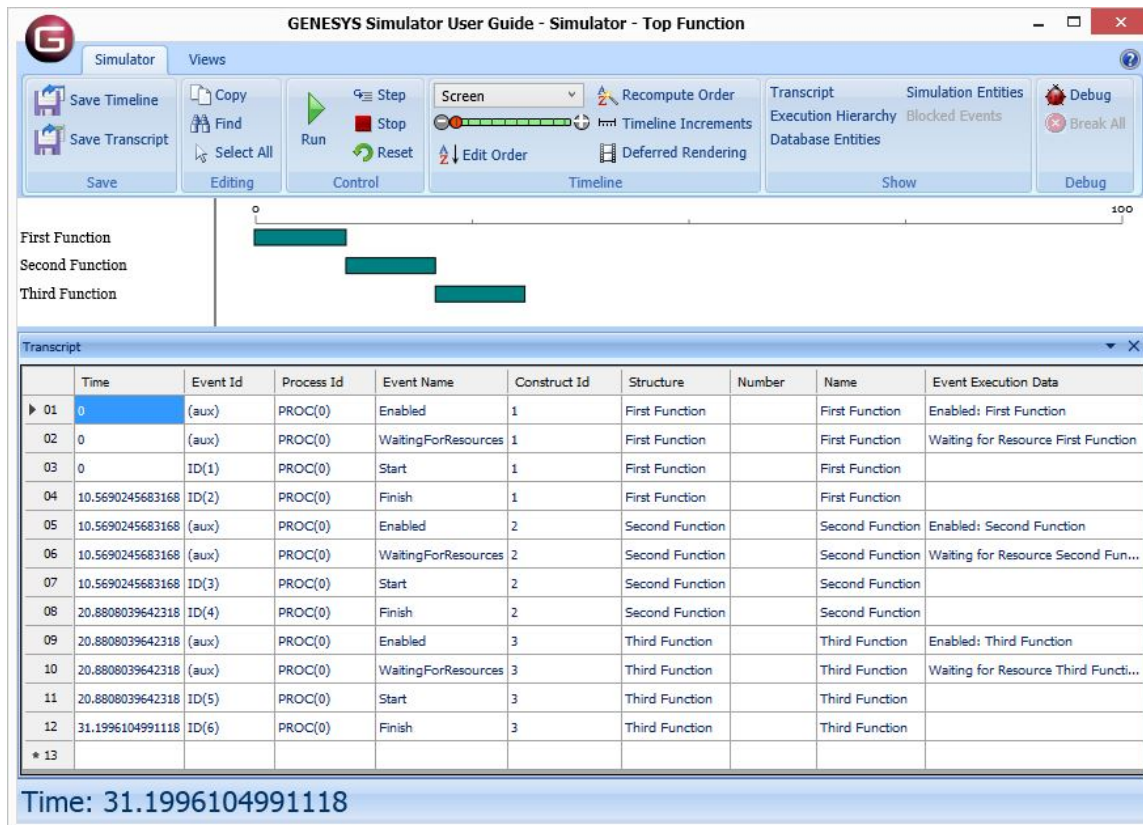 GENESYS Simulator User Guide - Simulator - Top Function
G
Simulator Views
Save Timeline
Save Transcript
Save
Copy
Find
Select All
Editing
Run
Step
Stop
Reset
Control
Screen
Edit Order
Recompute Order
Timeline Increments
Deferred Rendering
Timeline
Transcript Simulation Entities
Execution Hierarchy Blocked Events
Database Entities
Show
Debug
Break All
Debug
0 100
First Function
Second Function
Third Function
Transcript
Time Event Id Process Id Event Name Construct Id Structure Number Name Event Execution Data
01 0 (aux) PROC(0) Enabled 1 First Function First Function Enabled: First Function
02 0 (aux) PROC(0) WaitingForResources 1 First Function First Function Waiting for Resource First Function
03 0 ID(1) PROC(0) Start 1 First Function First Function
04 10.5690245683168 ID(2) PROC(0) Finish 1 First Function First Function
05 10.5690245683168 (aux) PROC(0) Enabled 2 Second Function Second Function Enabled: Second Function
06 10.5690245683168 (aux) PROC(0) WaitingForResources 2 Second Function Second Function Waiting for Resource Second Fun...
07 10.5690245683168 ID(3) PROC(0) Start 2 Second Function Second Function
08 20.8808039642318 ID(4) PROC(0) Finish 2 Second Function Second Function
09 20.8808039642318 (aux) PROC(0) Enabled 3 Third Function Third Function Enabled: Third Function
10 20.8808039642318 (aux) PROC(0) WaitingForResources 3 Third Function Third Function Waiting for Resource Third Functi...
11 20.8808039642318 ID(5) PROC(0) Start 3 Third Function Third Function
12 31.1996104991118 ID(6) PROC(0) Finish 3 Third Function Third Function
* 13
Time: 31.1996104991118